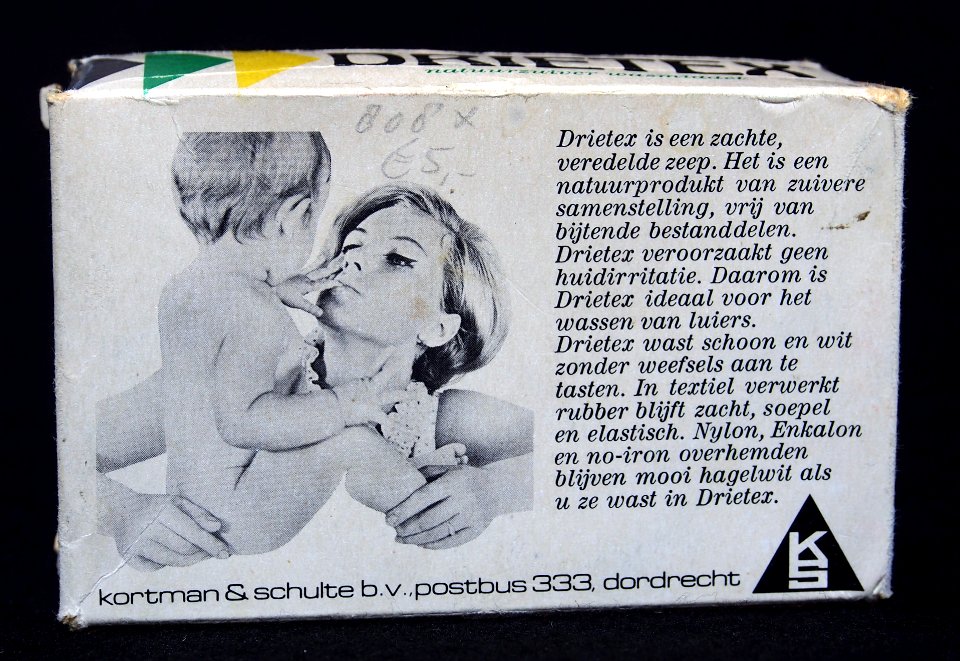 DRIETEX
natuurzuiver wasmiddel
808 x
€5,-
Drietex is een zachte,
veredelde zeep. Het is een
natuurprodukt van zuivere
samenstelling, vrij van
bijtende bestanddelen.
Drietex veroorzaakt geen
huidirritatie. Daarom is
Drietex ideaal voor het
wassen van luiers.
Drietex wast schoon en wit
zonder weefsels aan te
tasten. In textiel verwerkt
rubber blijft zacht, soepel
en elastisch. Nylon, Enkalon
en no-iron overhemden
blijven mooi hagelwit als
u ze wast in Drietex.
kortman & schulte b.v., postbus 333, dordrecht
KS